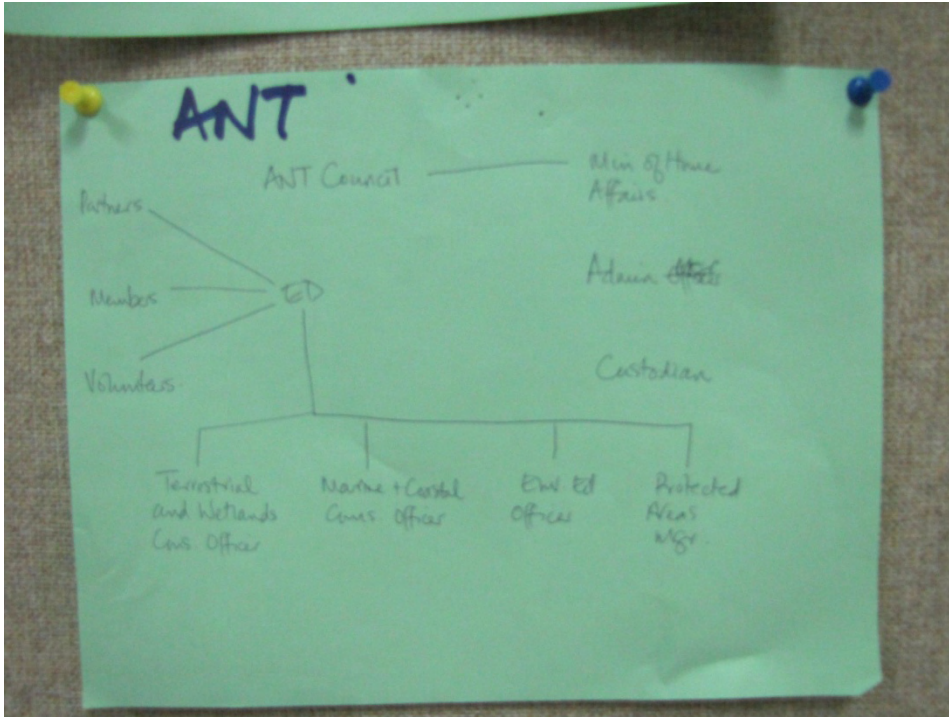 ANT
ANT Council
Min of Home
Affairs
Partners
Admin
Members
ED
Custodian
Volunteers
Terrestrial
and Wetlands
Cons. Officer
Marine + Coastal
Cons. Officer
Env Ed
Officer
Protected
Areas
Mgr.